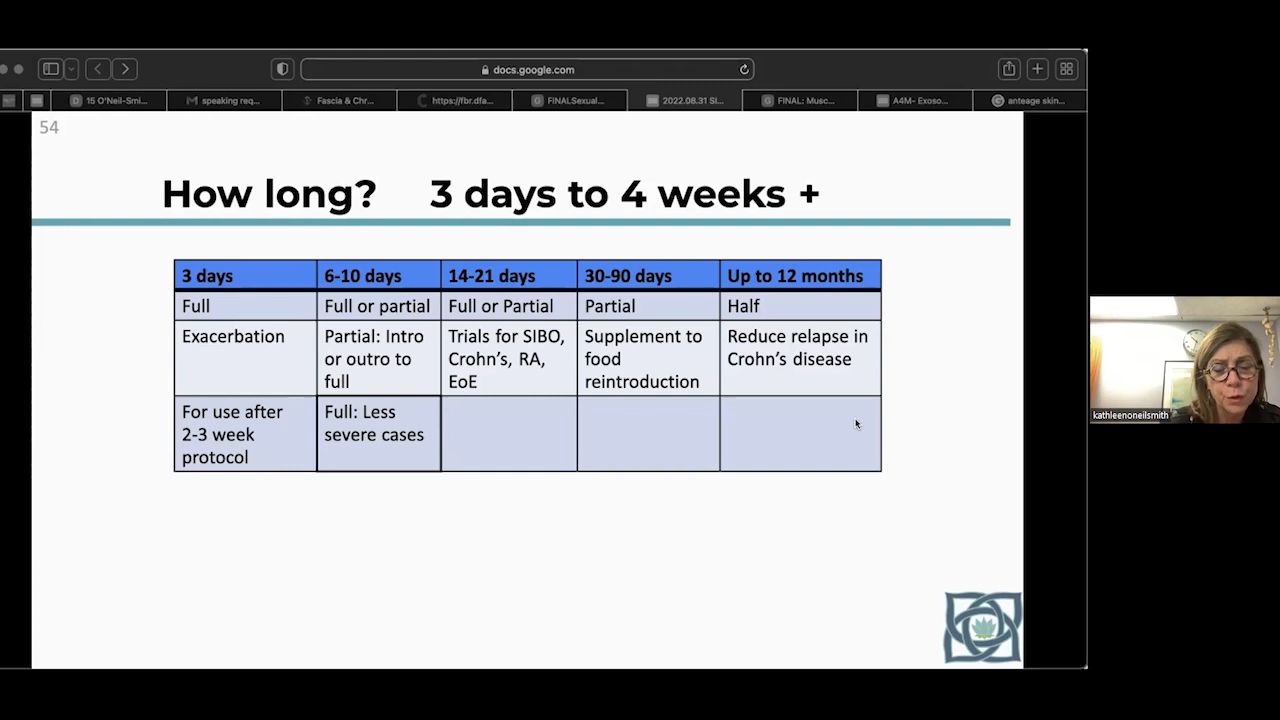 docs.google.com
15 O'Neil-Smi...
speaking req...
Fascia & Chr...
https://fbr.dfa...
FINALSexual...
2022.08.31 Si...
FINAL: Musc...
A4M- Exoso...
anteage skin...
54
How long? 3 days to 4 weeks +
3 days
6-10 days
14-21 days
30-90 days
Up to 12 months
Full
Full or partial
Full or Partial
Partial
Half
Exacerbation
Partial: Intro
or outro to
full
Trials for SIBO,
Crohn's, RA,
EoE
Supplement to
food
reintroduction
Reduce relapse in
Crohn's disease
For use after
2-3 week
protocol
Full: Less
severe cases
kathleenoneilsmith